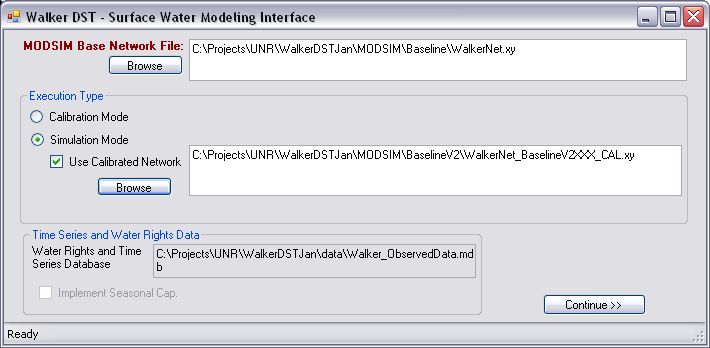 Walker DST - Surface Water Modeling Interface
MODSIM Base Network File:
C:\Projects\UNR\WalkerDSTJan\MODSIM\Baseline\WalkerNet.xy
Browse
Execution Type
Calibration Mode
Simulation Mode
Use Calibrated Network
C:\Projects\UNR\WalkerDSTJan\MODSIM\BaselineV2\WalkerNet_BaselineV2XXX_CAL.xy
Browse
Time Series and Water Rights Data
Water Rights and Time
Series Database
C:\Projects\UNR\WalkerDSTJan\data\Walker_ObservedData.md
b
Implement Seasonal Cap.
Continue >>
Ready